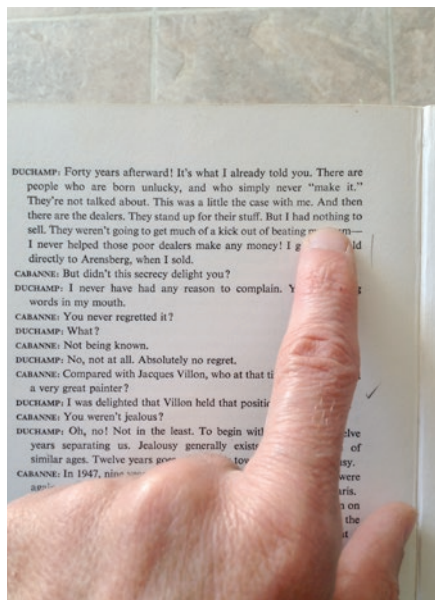 DUCHAMP: Forty years afterward! It's what I already told you. There are
people who are born unlucky, and who simply never “make it.”
They're not talked about. This was a little the case with me. And then
there are the dealers. They stand up for their stuff. But I had nothing to
sell. They weren't going to get much of a kick out of beating
I never helped those poor dealers make any money! I
directly to Arensberg, when I sold.
CABANNE: But didn't this secrecy delight you?
DUCHAMP: I never have had any reason to complain.
words in my mouth.
CABANNE: You never regretted it?
DUCHAMP: What?
CABANNE: Not being known.
DUCHAMP: No, not at all. Absolutely no regret.
CABANNE: Compared with Jacques Villon, who at that
a very great painter?
DUCHAMP: I was delighted that Villon held that
CABANNE: You weren't jealous?
DUCHAMP: Oh, no! Not in the least. To begin
years separating us. Jealousy generally of
similar ages. Twelve years
CABANNE: In 1947, were
on
the